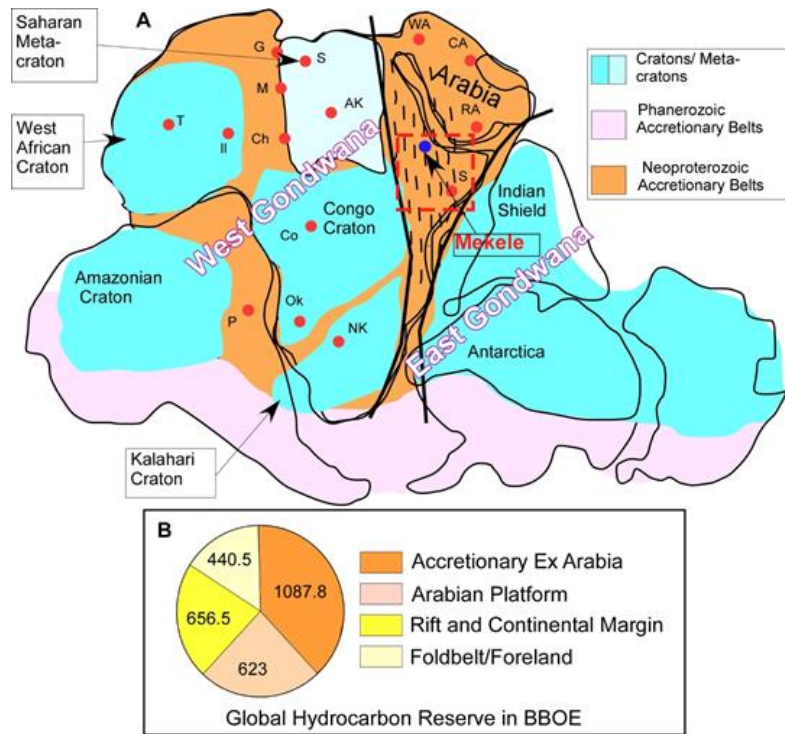 A
Saharan
Meta-
craton
G
S
M
AK
Ch
WA
CA
Arabia
RA
S
Cratons/ Meta-
cratons
Phanerozoic
Accretionary Belts
Neoproterozoic
Accretionary Belts
West
African
Craton
T
Il
West Gondwana
Congo
Craton
Co
Indian
Shield
Mekele
Amazonian
Craton
P
Ok
NK
East Gondwana
Antarctica
Kalahari
Craton
B
440.5
1087.8
656.5
623
Accretionary Ex Arabia
Arabian Platform
Rift and Continental Margin
Foldbelt/Foreland
Global Hydrocarbon Reserve in BBOE